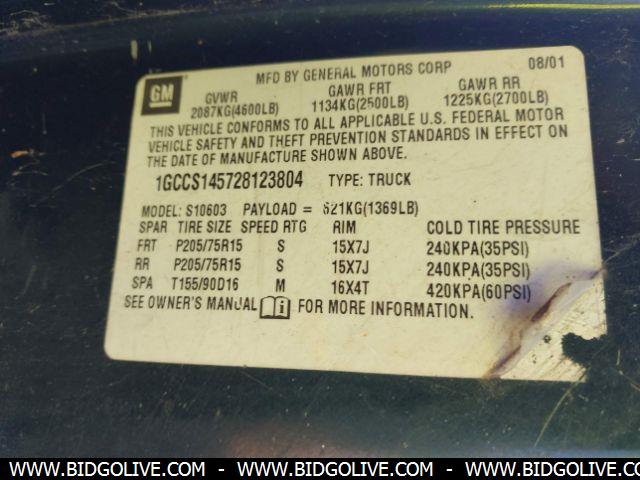 MFD BY GENERAL MOTORS CORP 08/01
GM GVWR GAWR FRT GAWR RR
2087KG(4600LB) 1134KG(2500LB) 1225KG(2700LB)
THIS VEHICLE CONFORMS TO ALL APPLICABLE U.S. FEDERAL MOTOR
VEHICLE SAFETY AND THEFT PREVENTION STANDARDS IN EFFECT ON
THE DATE OF MANUFACTURE SHOWN ABOVE.
1GCCS145728123804 TYPE: TRUCK
MODEL: S10603 PAYLOAD = 621KG(1369LB)
SPAR TIRE SIZE SPEED RTG RIM COLD TIRE PRESSURE
FRT P205/75R15 S 15X7J 240KPA(35PSI)
RR P205/75R15 S 15X7J 240KPA(35PSI)
SPA T155/90D16 M 16X4T 420KPA(60PSI)
SEE OWNER'S MANUAL i FOR MORE INFORMATION.
WWW.BIDGOLIVE.COM - WWW.BIDGOLIVE.COM - WWW.BIDGOLIVE.COM